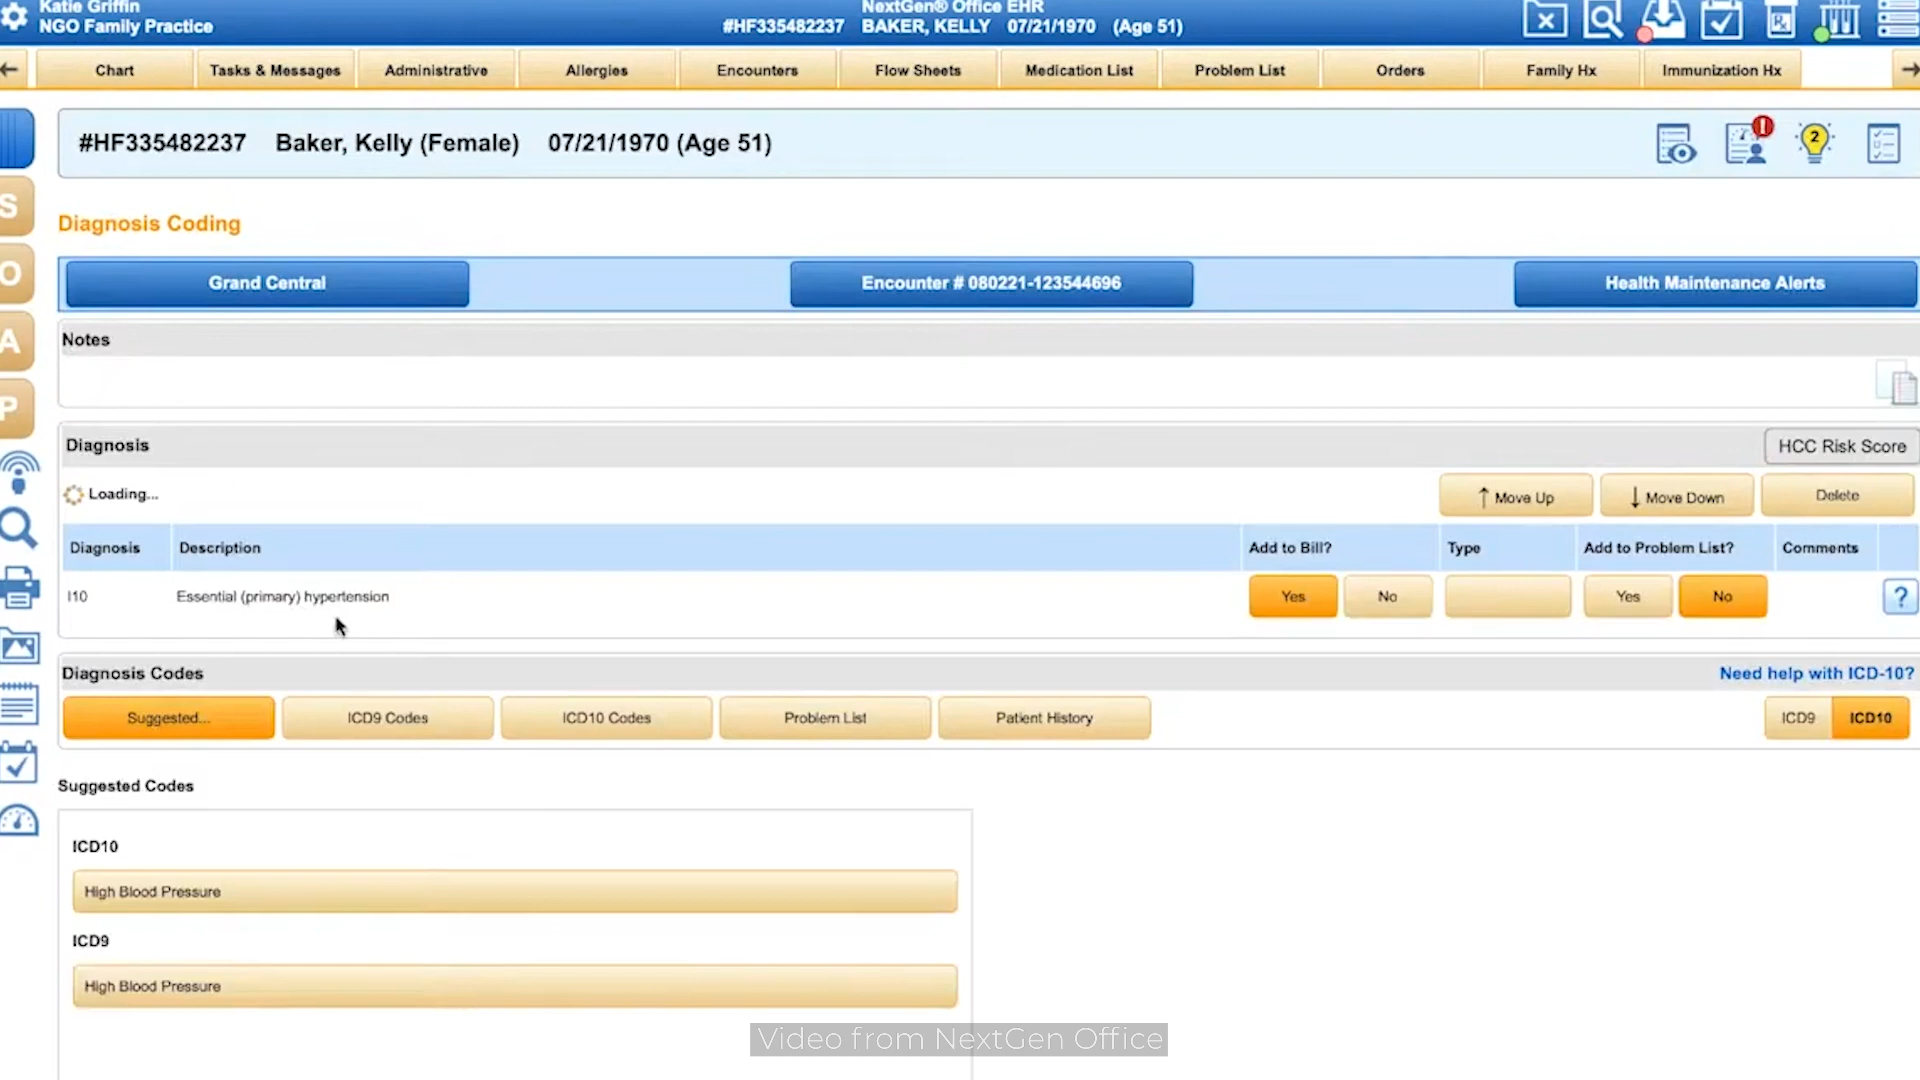 Katie Griffin
NGO Family Practice
NextGen® Office EHR
#HF335482237 BAKER, KELLY 07/21/1970 (Age 51)
Chart Tasks & Messages Administrative Allergies Encounters Flow Sheets Medication List Problem List Orders Family Hx Immunization Hx
#HF335482237 Baker, Kelly (Female) 07/21/1970 (Age 51)
2
S
O
A
P
Diagnosis Coding
Grand Central Encounter # 080221-123544696 Health Maintenance Alerts
Notes
Diagnosis HCC Risk Score
Loading... ↑ Move Up ↓ Move Down Delete
Diagnosis Description Add to Bill? Type Add to Problem List? Comments
I10 Essential (primary) hypertension Yes No Yes No ?
Diagnosis Codes Need help with ICD-10?
Suggested... ICD9 Codes ICD10 Codes Problem List Patient History ICD9 ICD10
Suggested Codes
ICD10
High Blood Pressure
ICD9
High Blood Pressure
Video from NextGen Office